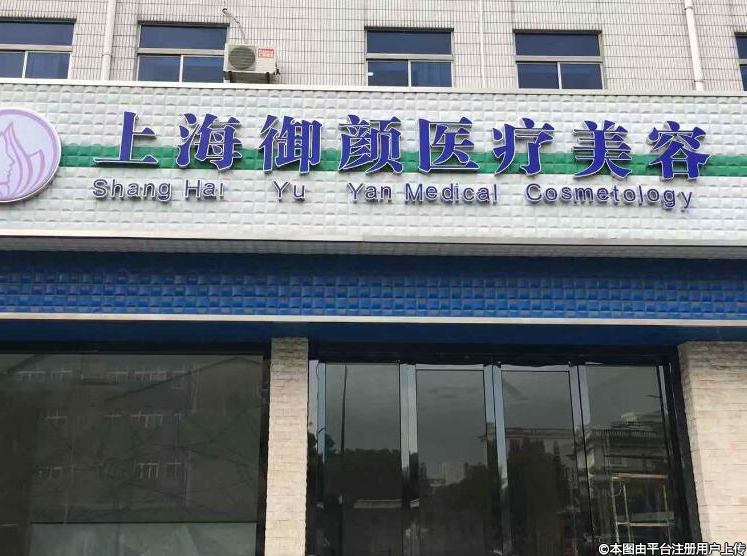 上海御颜医疗美容
Shang Hai Yu Yan Medical Cosmetology
©本图由平台注册用户上传